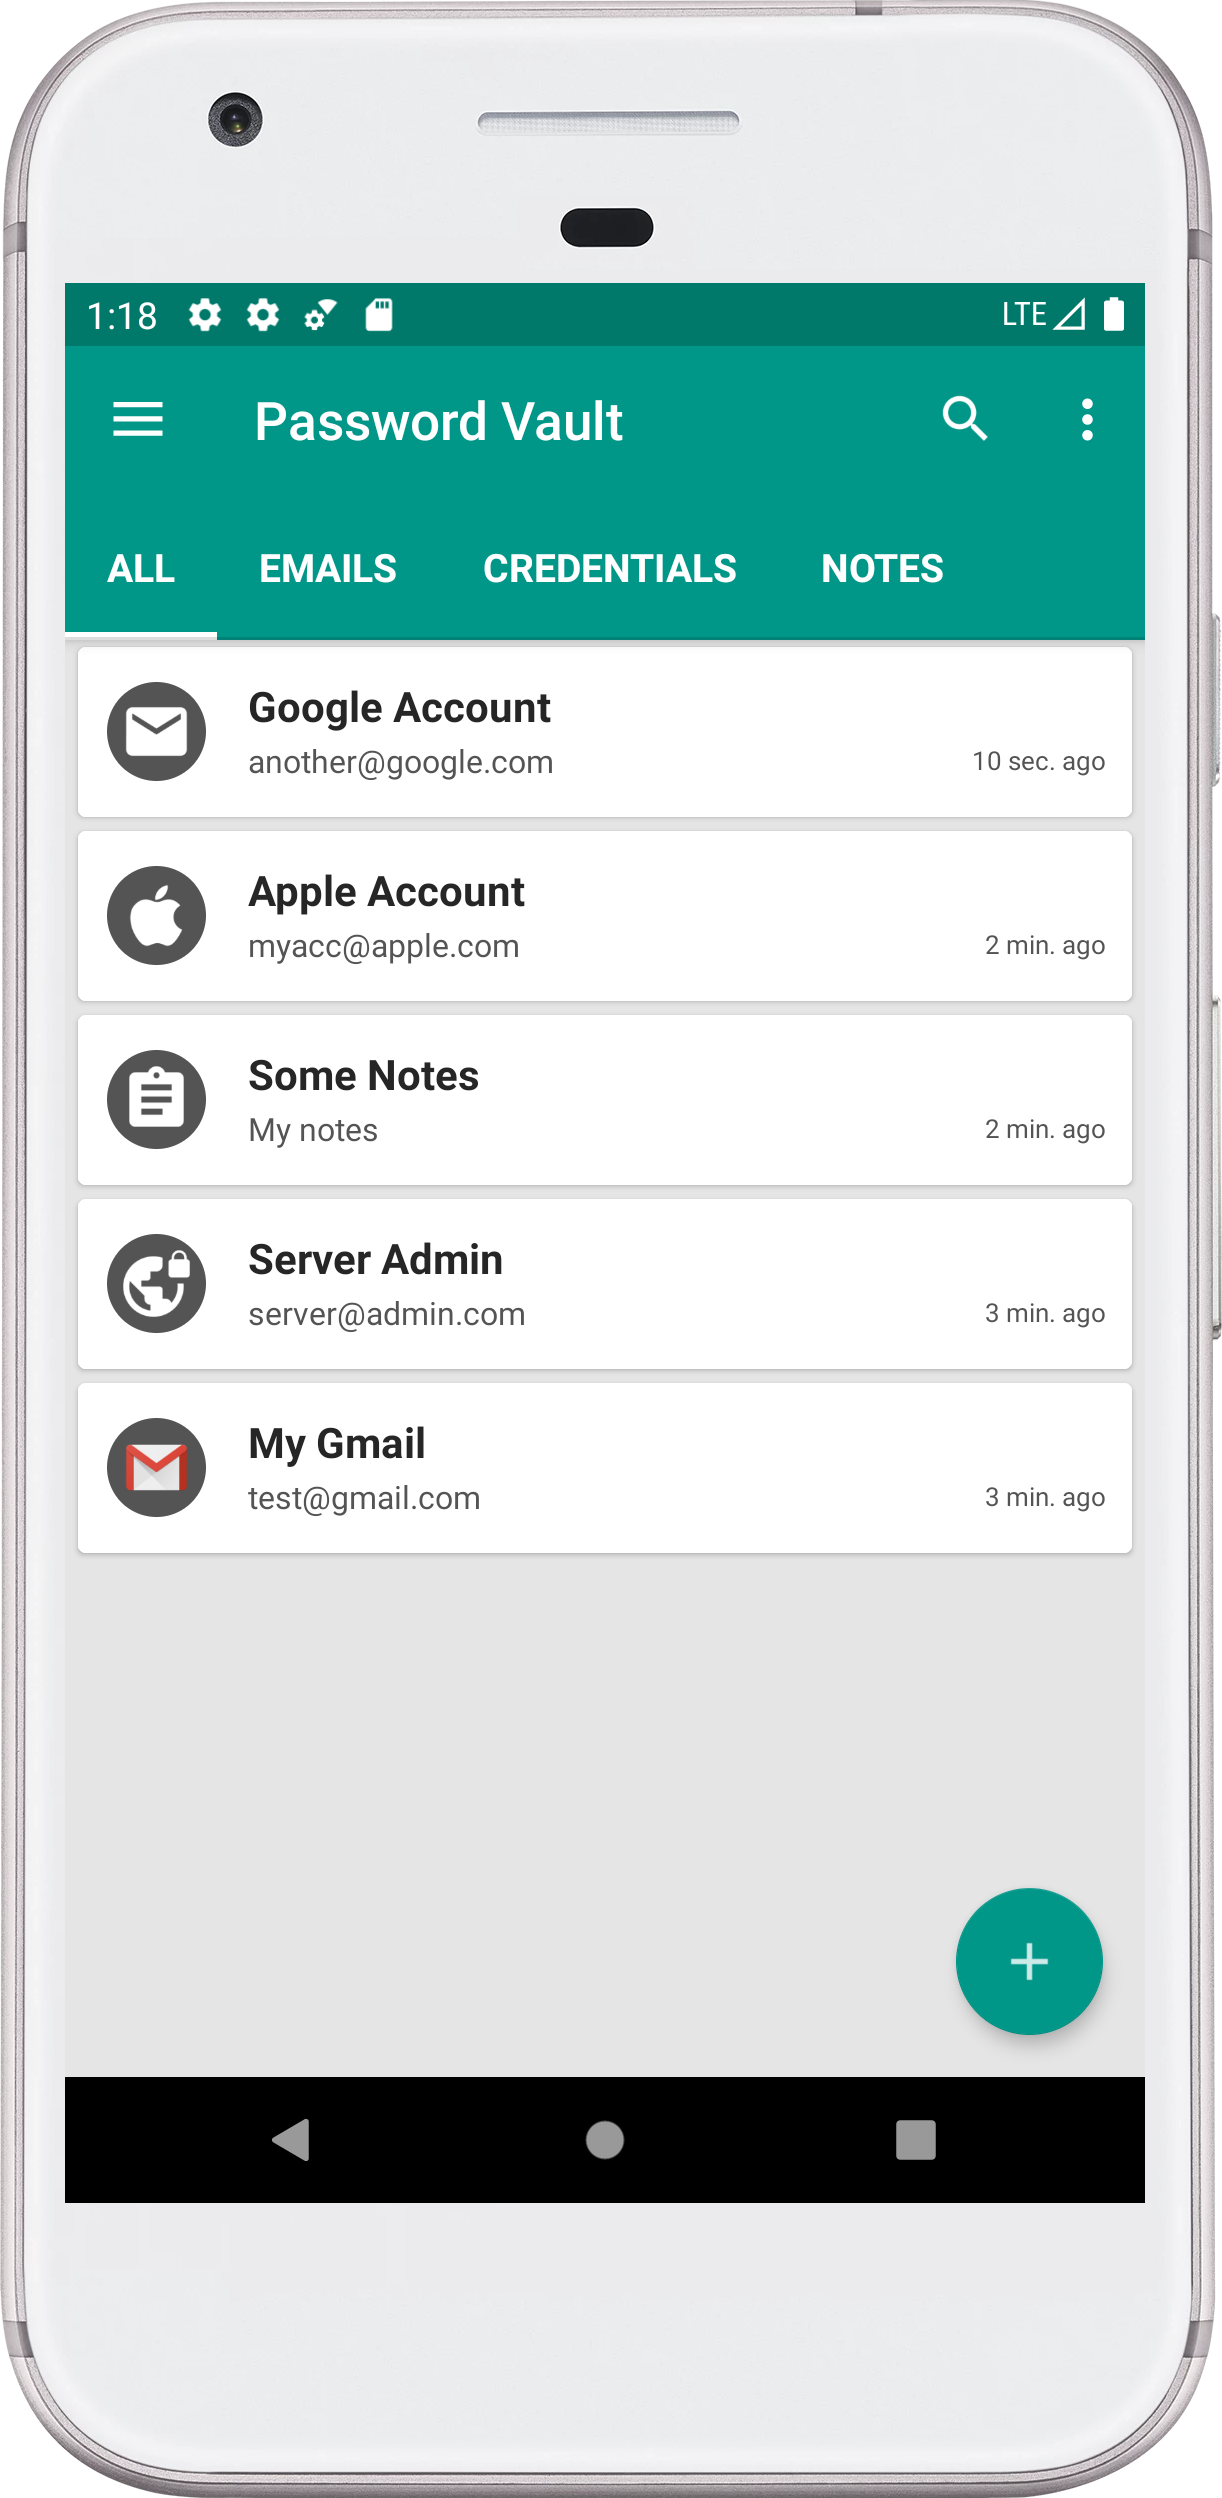 1:18 LTE
Password Vault
ALL EMAILS CREDENTIALS NOTES
Google Account
another@google.com 10 sec. ago
Apple Account
myacc@apple.com 2 min. ago
Some Notes
My notes 2 min. ago
Server Admin
server@admin.com 3 min. ago
My Gmail
test@gmail.com 3 min. ago